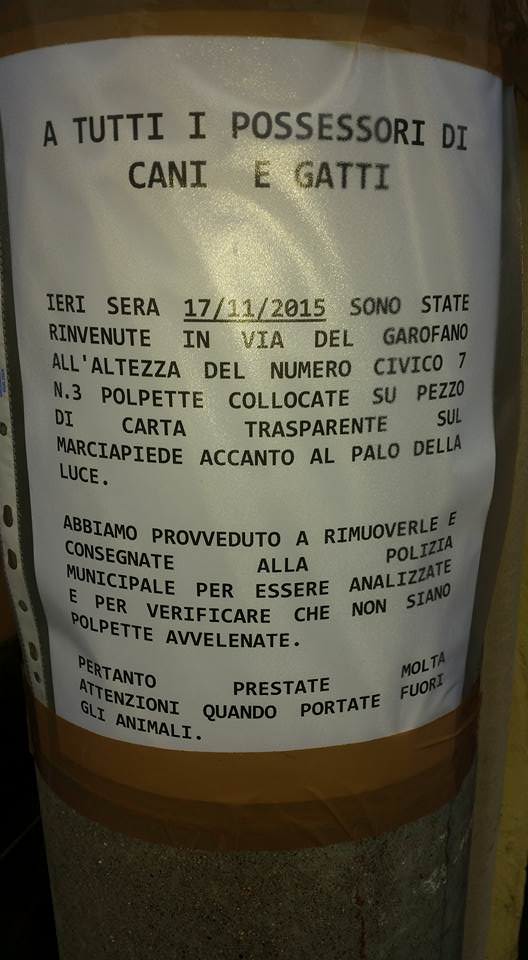 A TUTTI I POSSESSORI DI
CANI E GATTI
IERI SERA 17/11/2015 SONO STATE
RINVENUTE IN VIA DEL GAROFANO
ALL'ALTEZZA DEL NUMERO CIVICO 7
N.3 POLPETTE COLLOCATE SU PEZZO
DI CARTA TRASPARENTE SUL
MARCIAPIEDE ACCANTO AL PALO DELLA
LUCE.
ABBIAMO PROVVEDUTO A RIMUOVERLE E
CONSEGNATE ALLA POLIZIA
MUNICIPALE PER ESSERE ANALIZZATE
E PER VERIFICARE CHE NON SIANO
POLPETTE AVVELENATE.
PERTANTO PRESTATE MOLTA
ATTENZIONI QUANDO PORTATE FUORI
GLI ANIMALI.